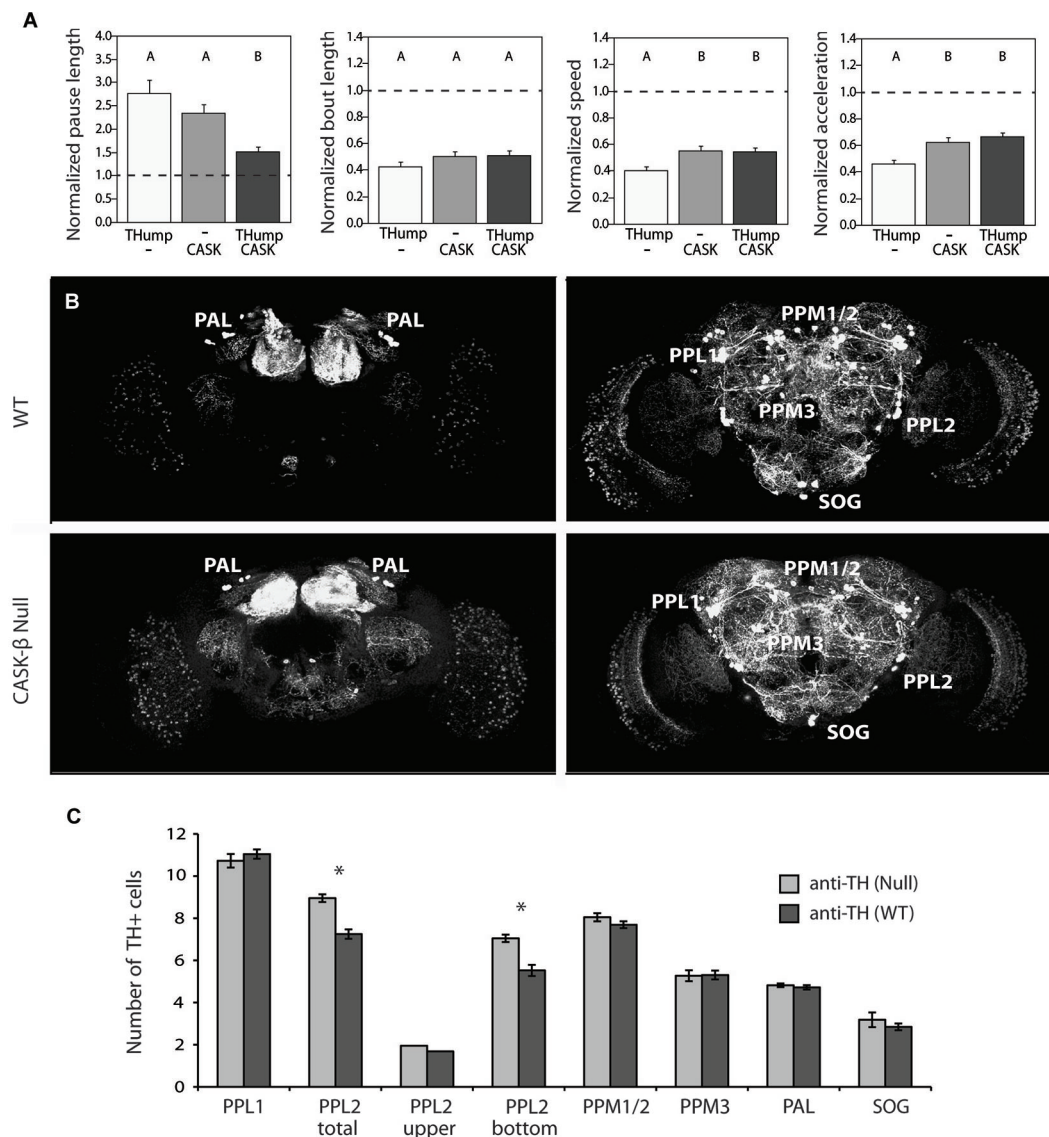 A
Normalized pause length
4.0
3.5
3.0
2.5
2.0
1.5
1.0
0.5
0.0
A A B
THump - THump
- CASK CASK
Normalized bout length
1.4
1.2
1.0
0.8
0.6
0.4
0.2
0.0
A A A
THump - THump
- CASK CASK
Normalized speed
1.4
1.2
1.0
0.8
0.6
0.4
0.2
0.0
A B B
THump - THump
- CASK CASK
Normalized acceleration
1.4
1.2
1.0
0.8
0.6
0.4
0.2
0.0
A B B
THump - THump
- CASK CASK
B
WT
PAL PAL
PPM1/2
PPL1
PPM3
PPL2
SOG
CASK-β Null
PAL PAL
PPM1/2
PPL1
PPM3
PPL2
SOG
C
Number of TH+ cells
12
10
8
6
4
2
0
* *
anti-TH (Null)
anti-TH (WT)
PPL1 PPL2 PPL2 PPL2 PPM1/2 PPM3 PAL SOG
total upper bottom